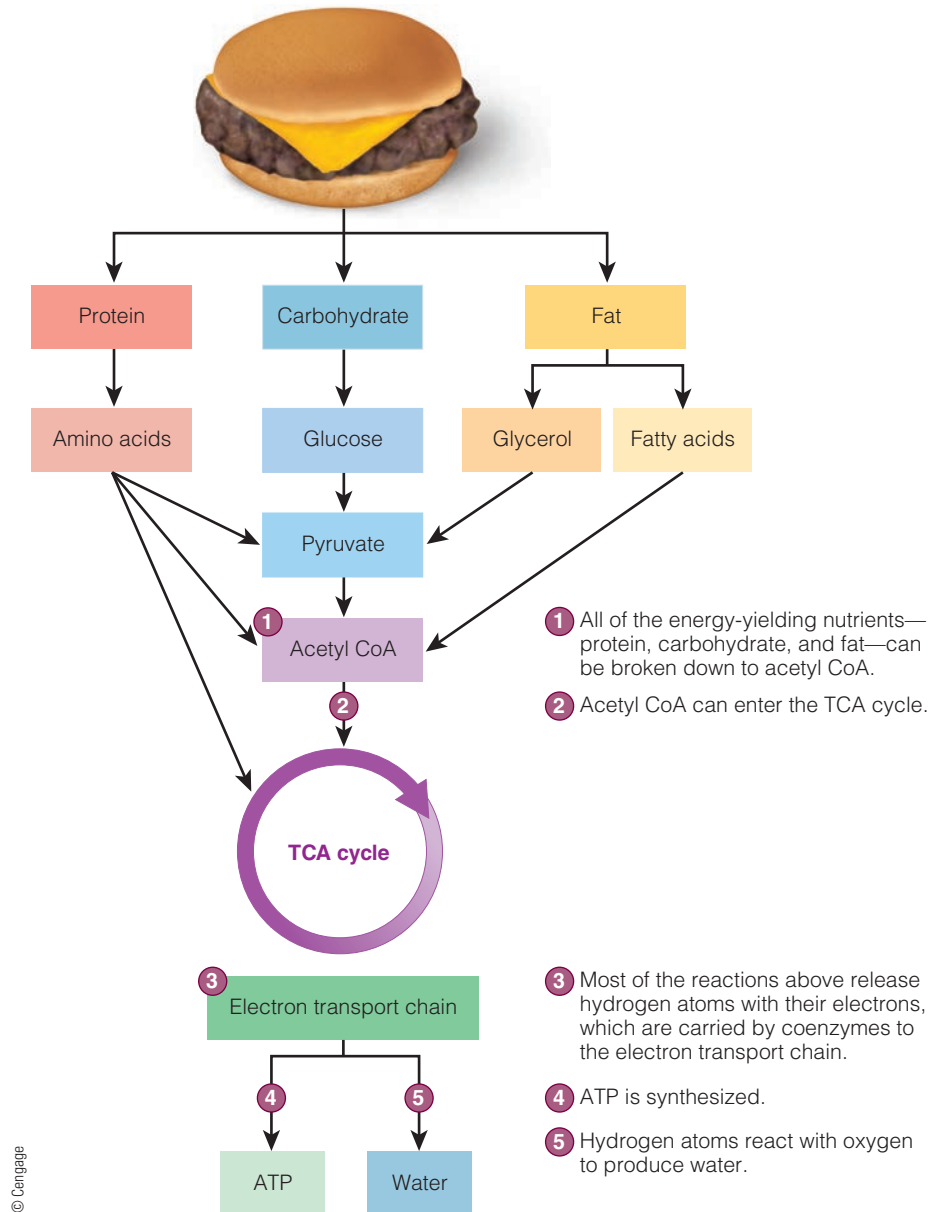 Protein
Carbohydrate
Fat
Amino acids
Glucose
Glycerol
Fatty acids
Pyruvate
1
Acetyl CoA
1 All of the energy-yielding nutrients—
protein, carbohydrate, and fat—can
be broken down to acetyl CoA.
2
2 Acetyl CoA can enter the TCA cycle.
TCA cycle
3
Electron transport chain
3 Most of the reactions above release
hydrogen atoms with their electrons,
which are carried by coenzymes to
the electron transport chain.
4
5
4 ATP is synthesized.
5 Hydrogen atoms react with oxygen
to produce water.
ATP
Water
© Cengage